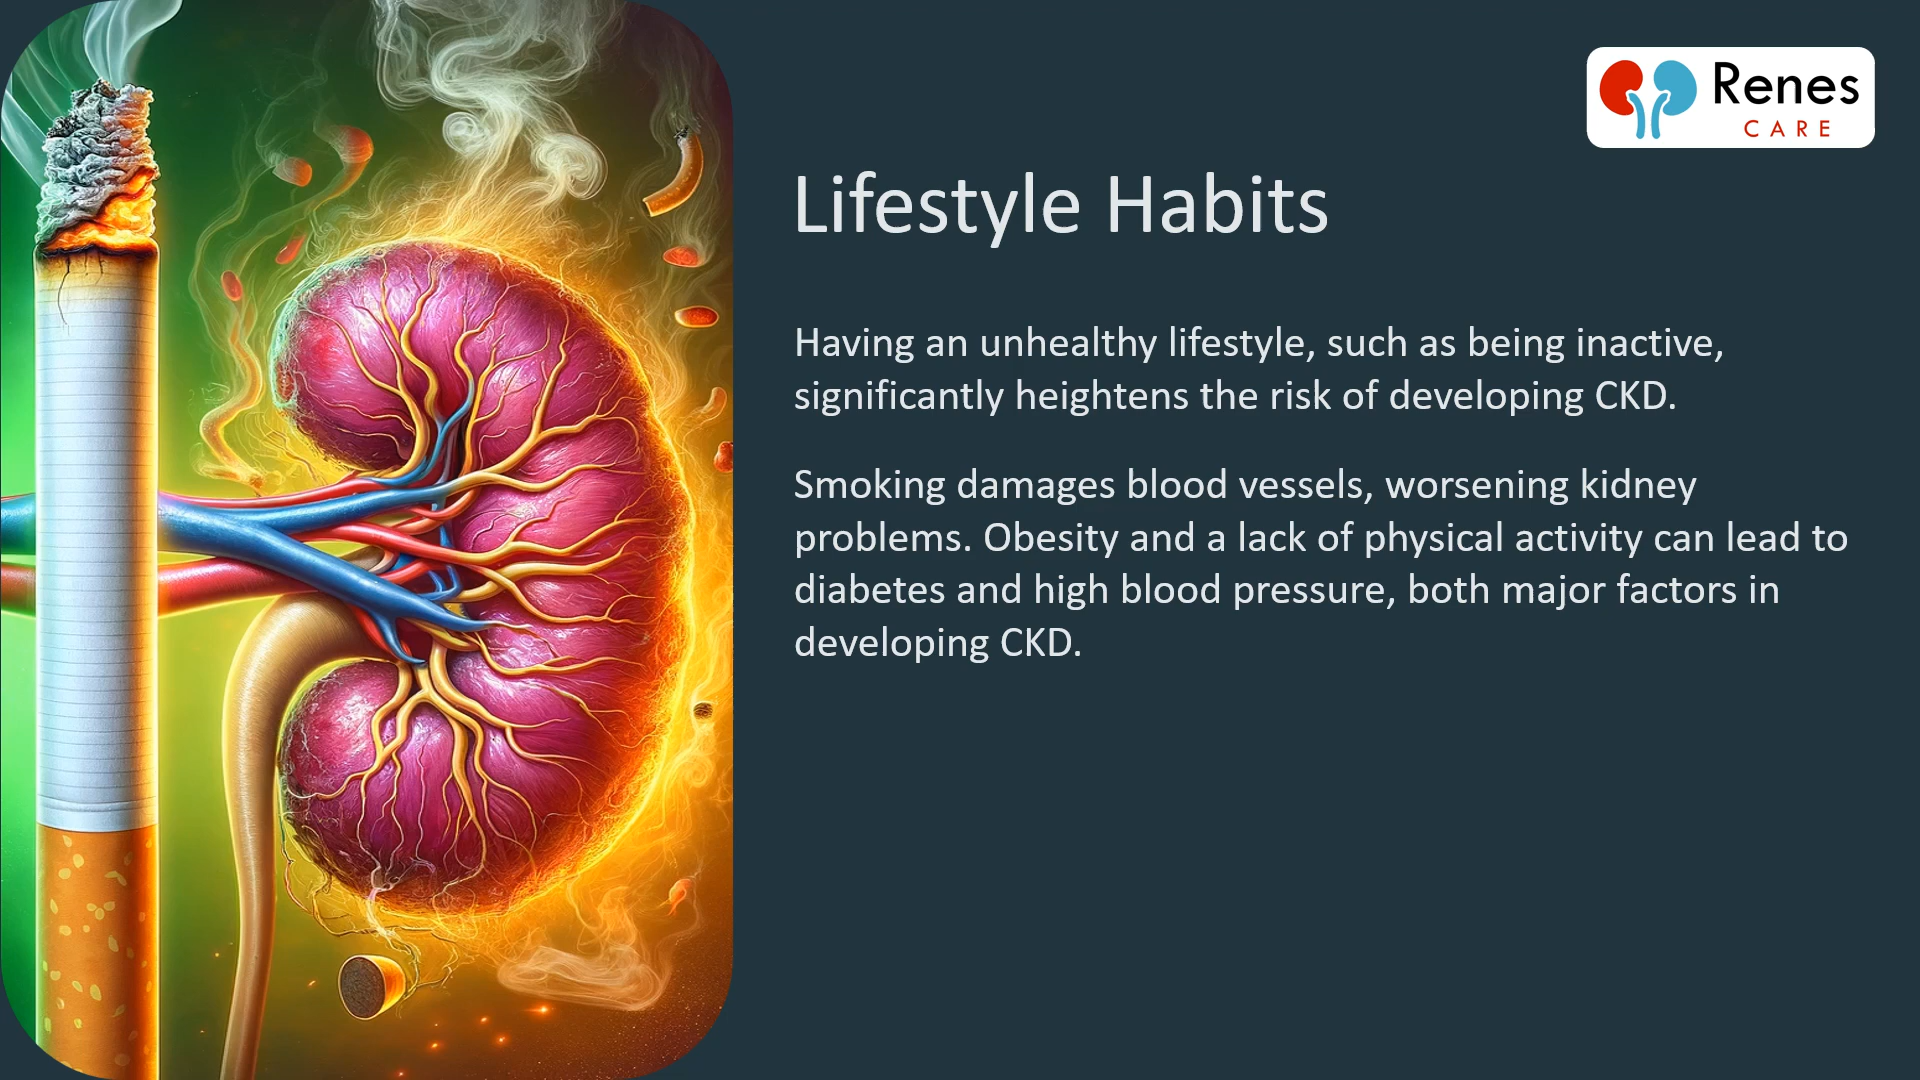 Renes
CARE
Lifestyle Habits
Having an unhealthy lifestyle, such as being inactive,
significantly heightens the risk of developing CKD.
Smoking damages blood vessels, worsening kidney
problems. Obesity and a lack of physical activity can lead to
diabetes and high blood pressure, both major factors in
developing CKD.